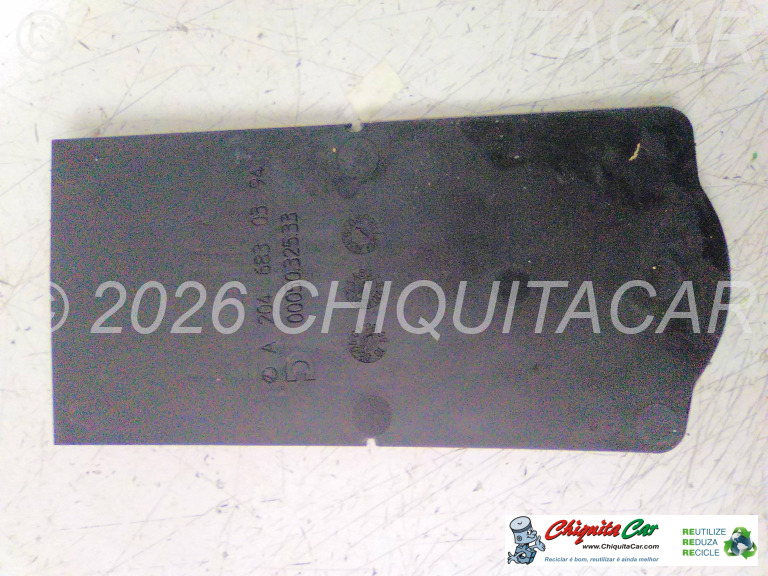 © CHIQUITACAR
A 204 683 03 94
© 2026 CHIQUITACAR
Chiquita Car
www.ChiquitaCar.com
Reciclar é bom, reutilizar é ainda melhor
REUTILIZE
REDUZA
RECICLE